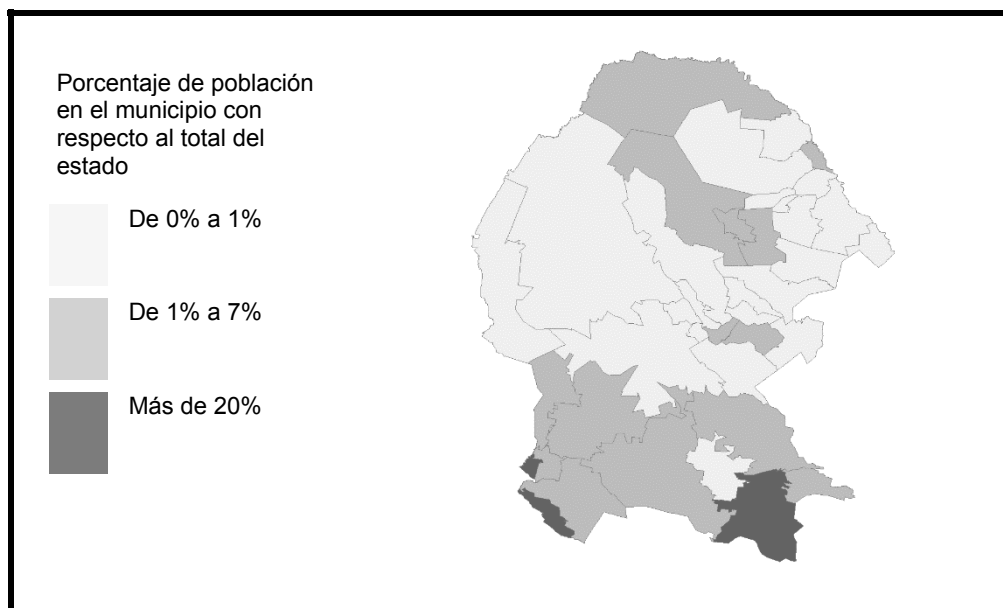 Porcentaje de población
en el municipio con
respecto al total del
estado
De 0% a 1%
De 1% a 7%
Más de 20%